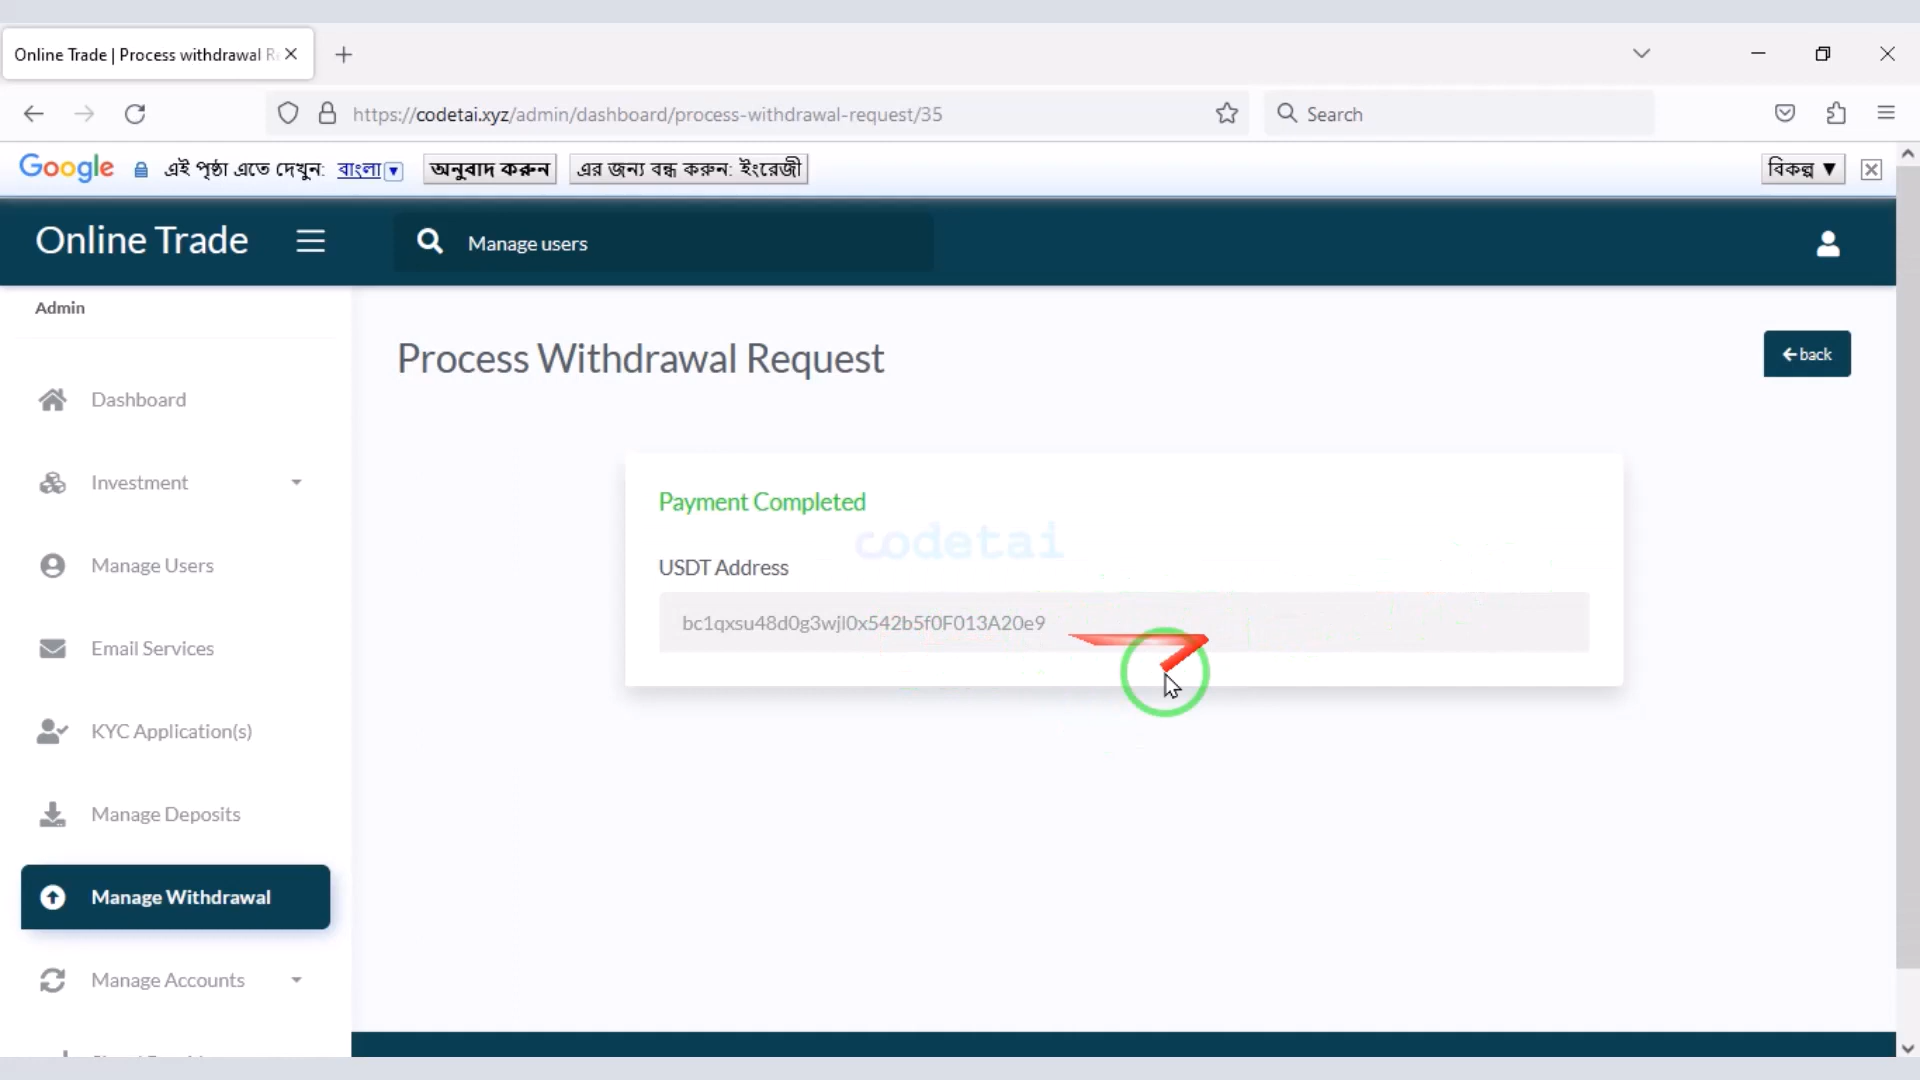 Online Trade | Process withdrawal R
https://codetai.xyz/admin/dashboard/process-withdrawal-request/35
Search
Google এই পৃষ্ঠা এতে দেখুন: বাংলা অনুবাদ করুন এর জন্য বন্ধ করুন: ইংরেজী বিকল্প ▼
Online Trade
Manage users
Admin
Process Withdrawal Request
back
Dashboard
Investment
Manage Users
Email Services
KYC Application(s)
Manage Deposits
Manage Withdrawal
Manage Accounts
Payment Completed
codetai
USDT Address
bc1qxsu48d0g3wjl0x542b5f0F013A20e9